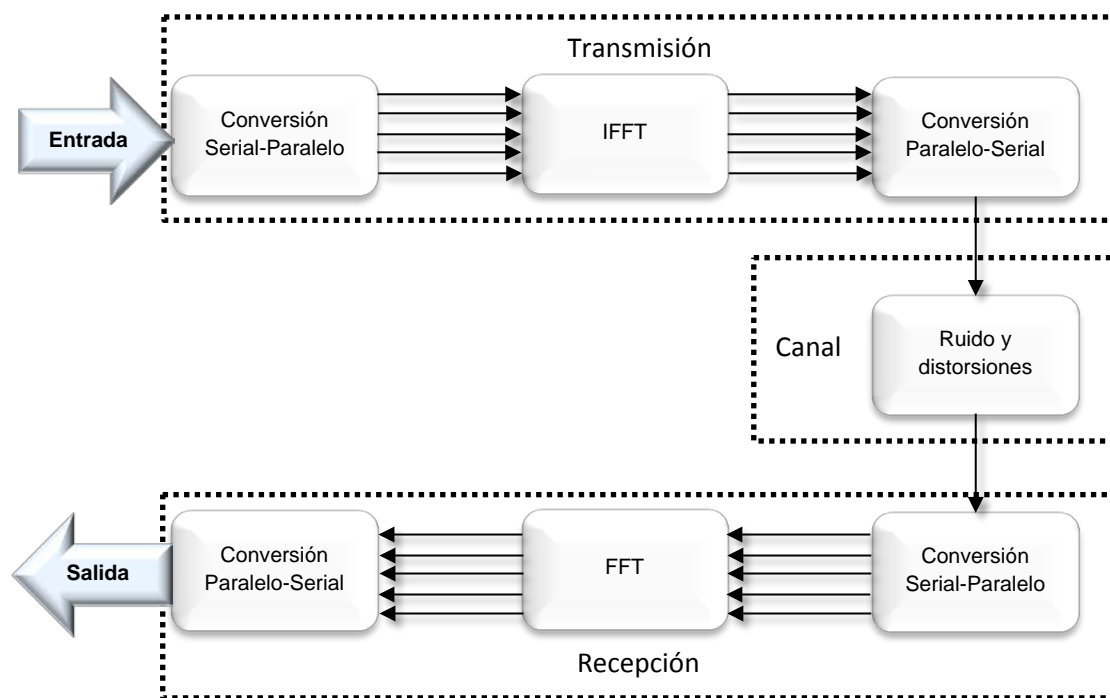 Transmisión
Entrada
Conversión
Serial-Paralelo
IFFT
Conversión
Paralelo-Serial
Canal
Ruido y
distorsiones
Salida
Conversión
Paralelo-Serial
FFT
Conversión
Serial-Paralelo
Recepción